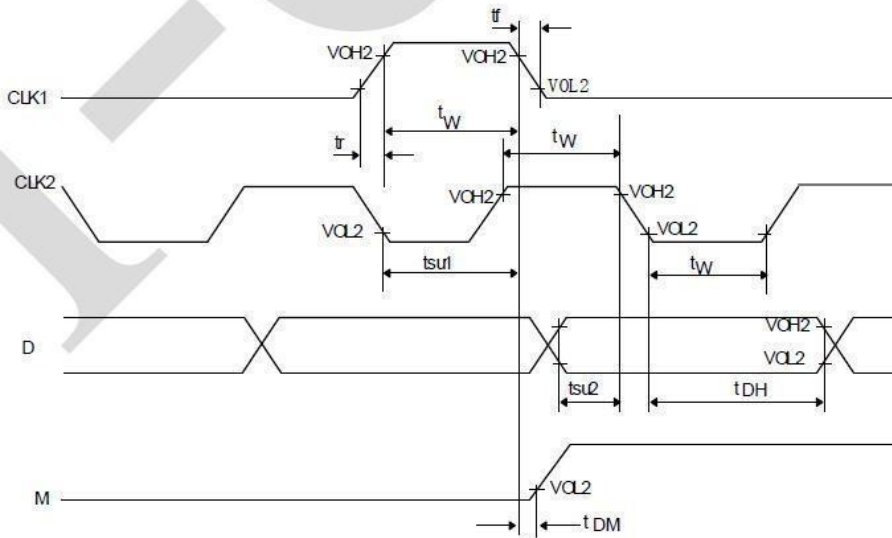 tf
VOH2
VOH2
VOL2
CLK1
tW
tr
tW
CLK2
VOH2
VOH2
VOL2
VOL2
tsu1
tW
D
VOH2
VOL2
tsu2
tDH
M
VOL2
tDM